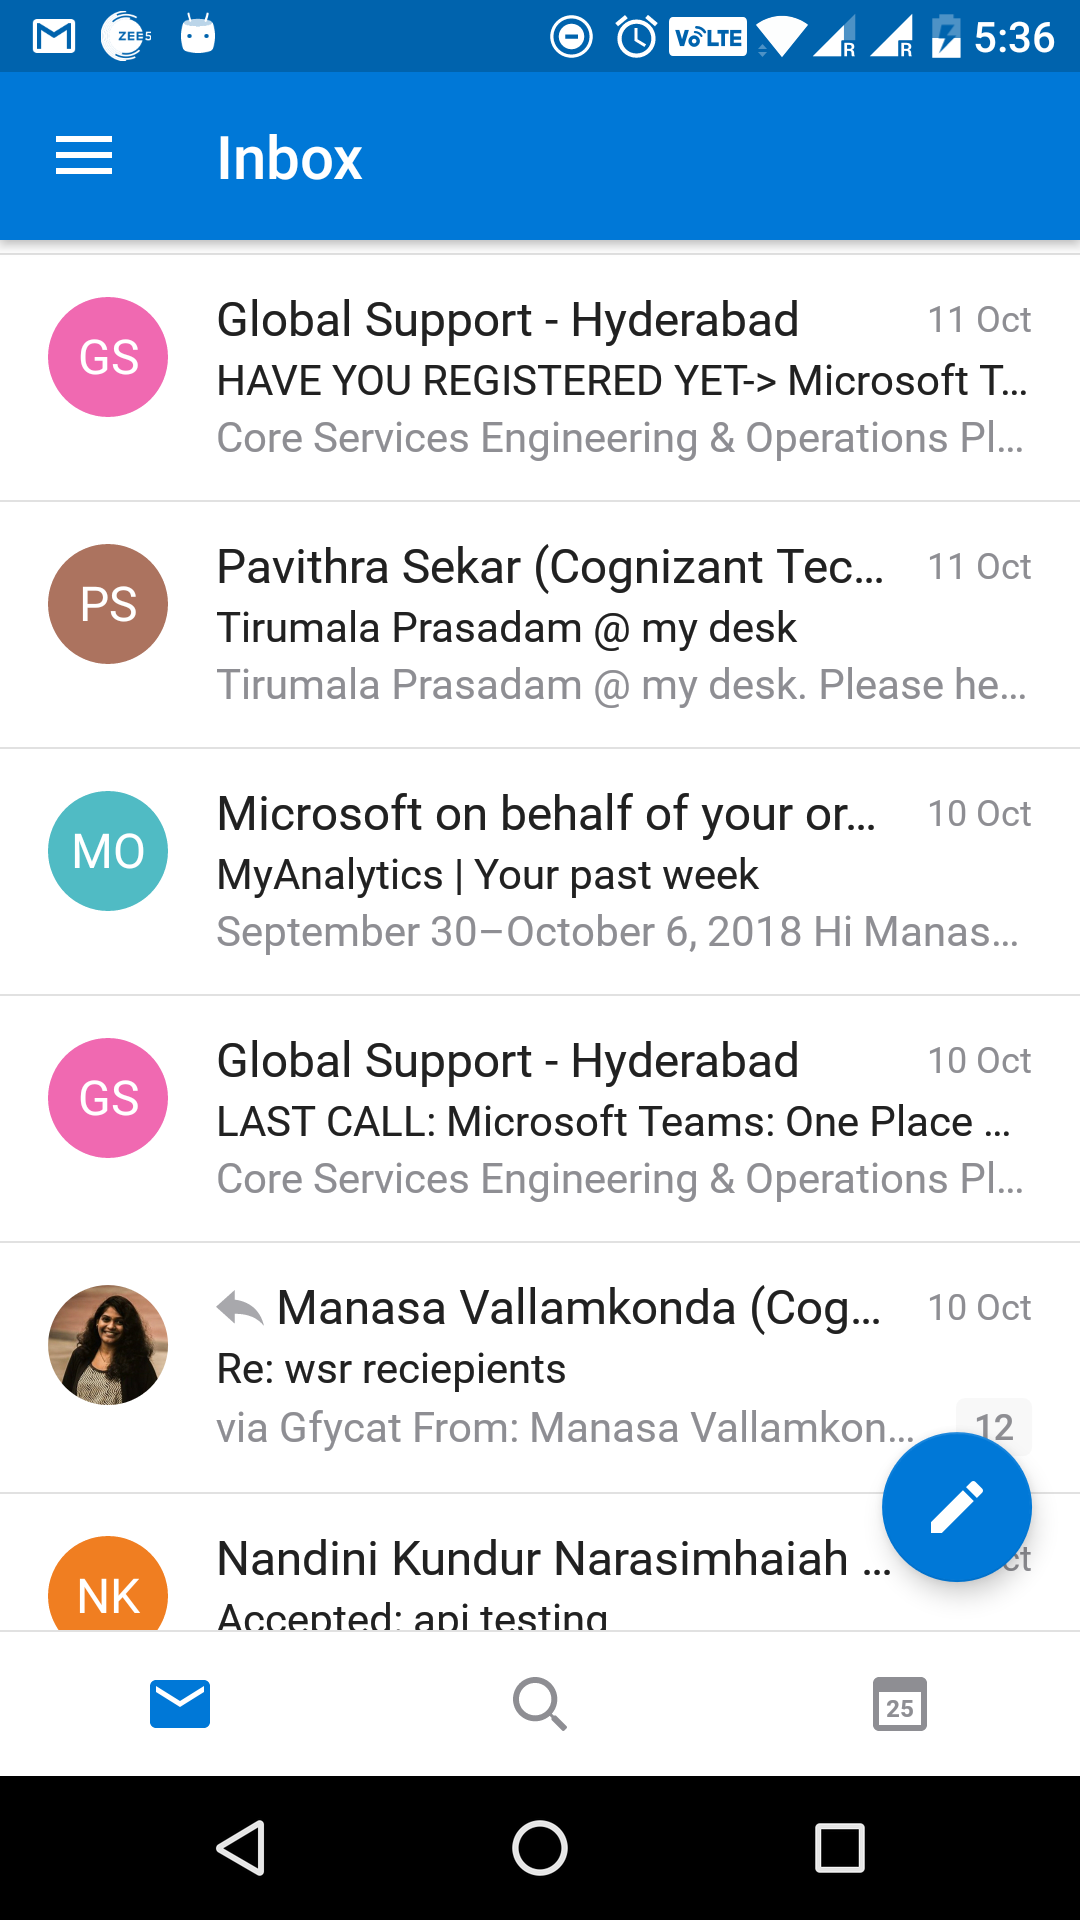 ZEE5
VoLTE
R
R
5:36
Inbox
GS
Global Support - Hyderabad
11 Oct
HAVE YOU REGISTERED YET-> Microsoft T...
Core Services Engineering & Operations Pl...
PS
Pavithra Sekar (Cognizant Tec...
11 Oct
Tirumala Prasadam @ my desk
Tirumala Prasadam @ my desk. Please he...
MO
Microsoft on behalf of your or...
10 Oct
MyAnalytics | Your past week
September 30–October 6, 2018 Hi Manas...
GS
Global Support - Hyderabad
10 Oct
LAST CALL: Microsoft Teams: One Place ...
Core Services Engineering & Operations Pl...
Manasa Vallamkonda (Cog...
10 Oct
Re: wsr reciepients
via Gfycat From: Manasa Vallamkon...
12
NK
Nandini Kundur Narasimhaiah ...
Accepted: api testing
25